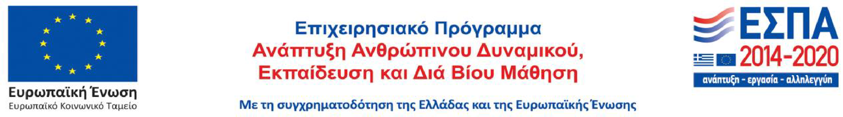 Ευρωπαϊκή Ένωση
Ευρωπαϊκό Κοινωνικό Ταμείο
Επιχειρησιακό Πρόγραμμα
Ανάπτυξη Ανθρώπινου Δυναμικού,
Εκπαίδευση και Διά Βίου Μάθηση
Με τη συγχρηματοδότηση της Ελλάδας και της Ευρωπαϊκής Ένωσης
ΕΣΠΑ
2014-2020
ανάπτυξη - εργασία - αλληλεγγύη